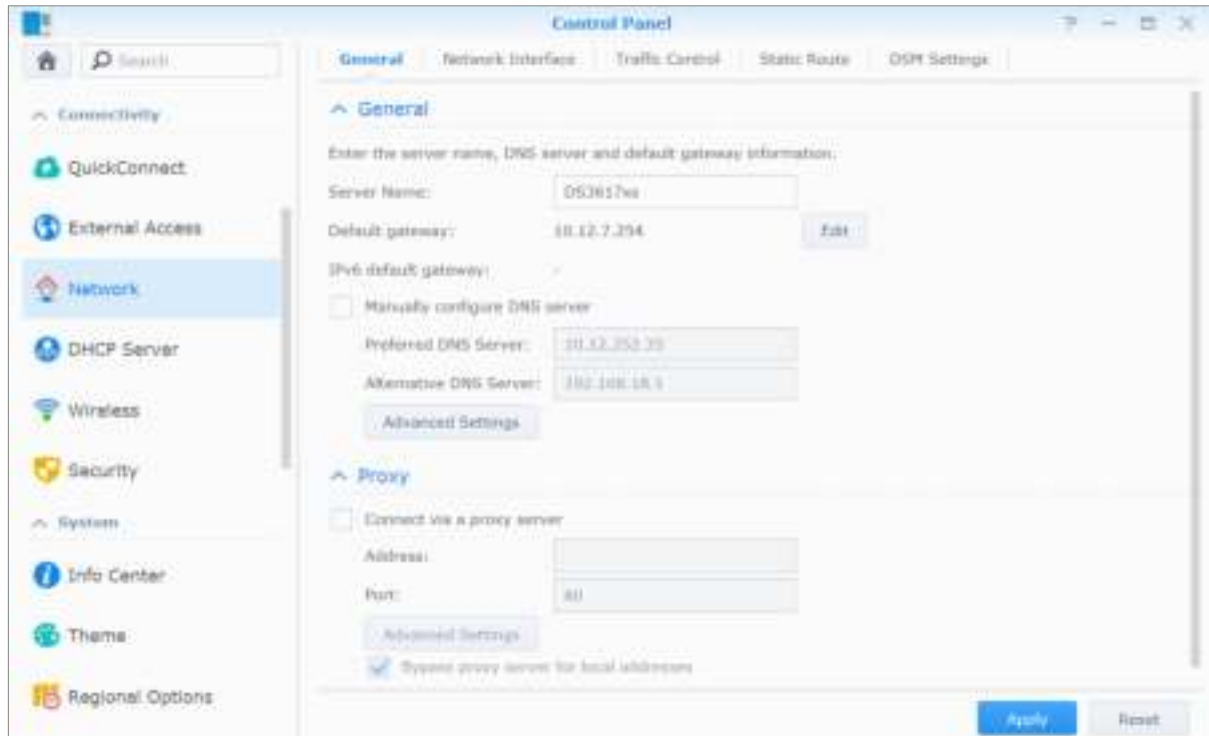 Control Panel
Search
General Network Interface Traffic Control Static Route DSM Settings
Connectivity
General
Enter the server name, DNS server and default gateway information.
QuickConnect
Server Name: DS3617xs
External Access
Default gateway: 10.12.7.254 Edit
IPv6 default gateway: -
Network
Manually configure DNS server
DHCP Server
Preferred DNS Server:
Alternative DNS Server:
Wireless
Advanced Settings
Security
Proxy
System
Connect via a proxy server
Address:
Info Center
Port: 80
Theme
Advanced Settings
Bypass proxy server for local addresses
Regional Options
Apply Reset